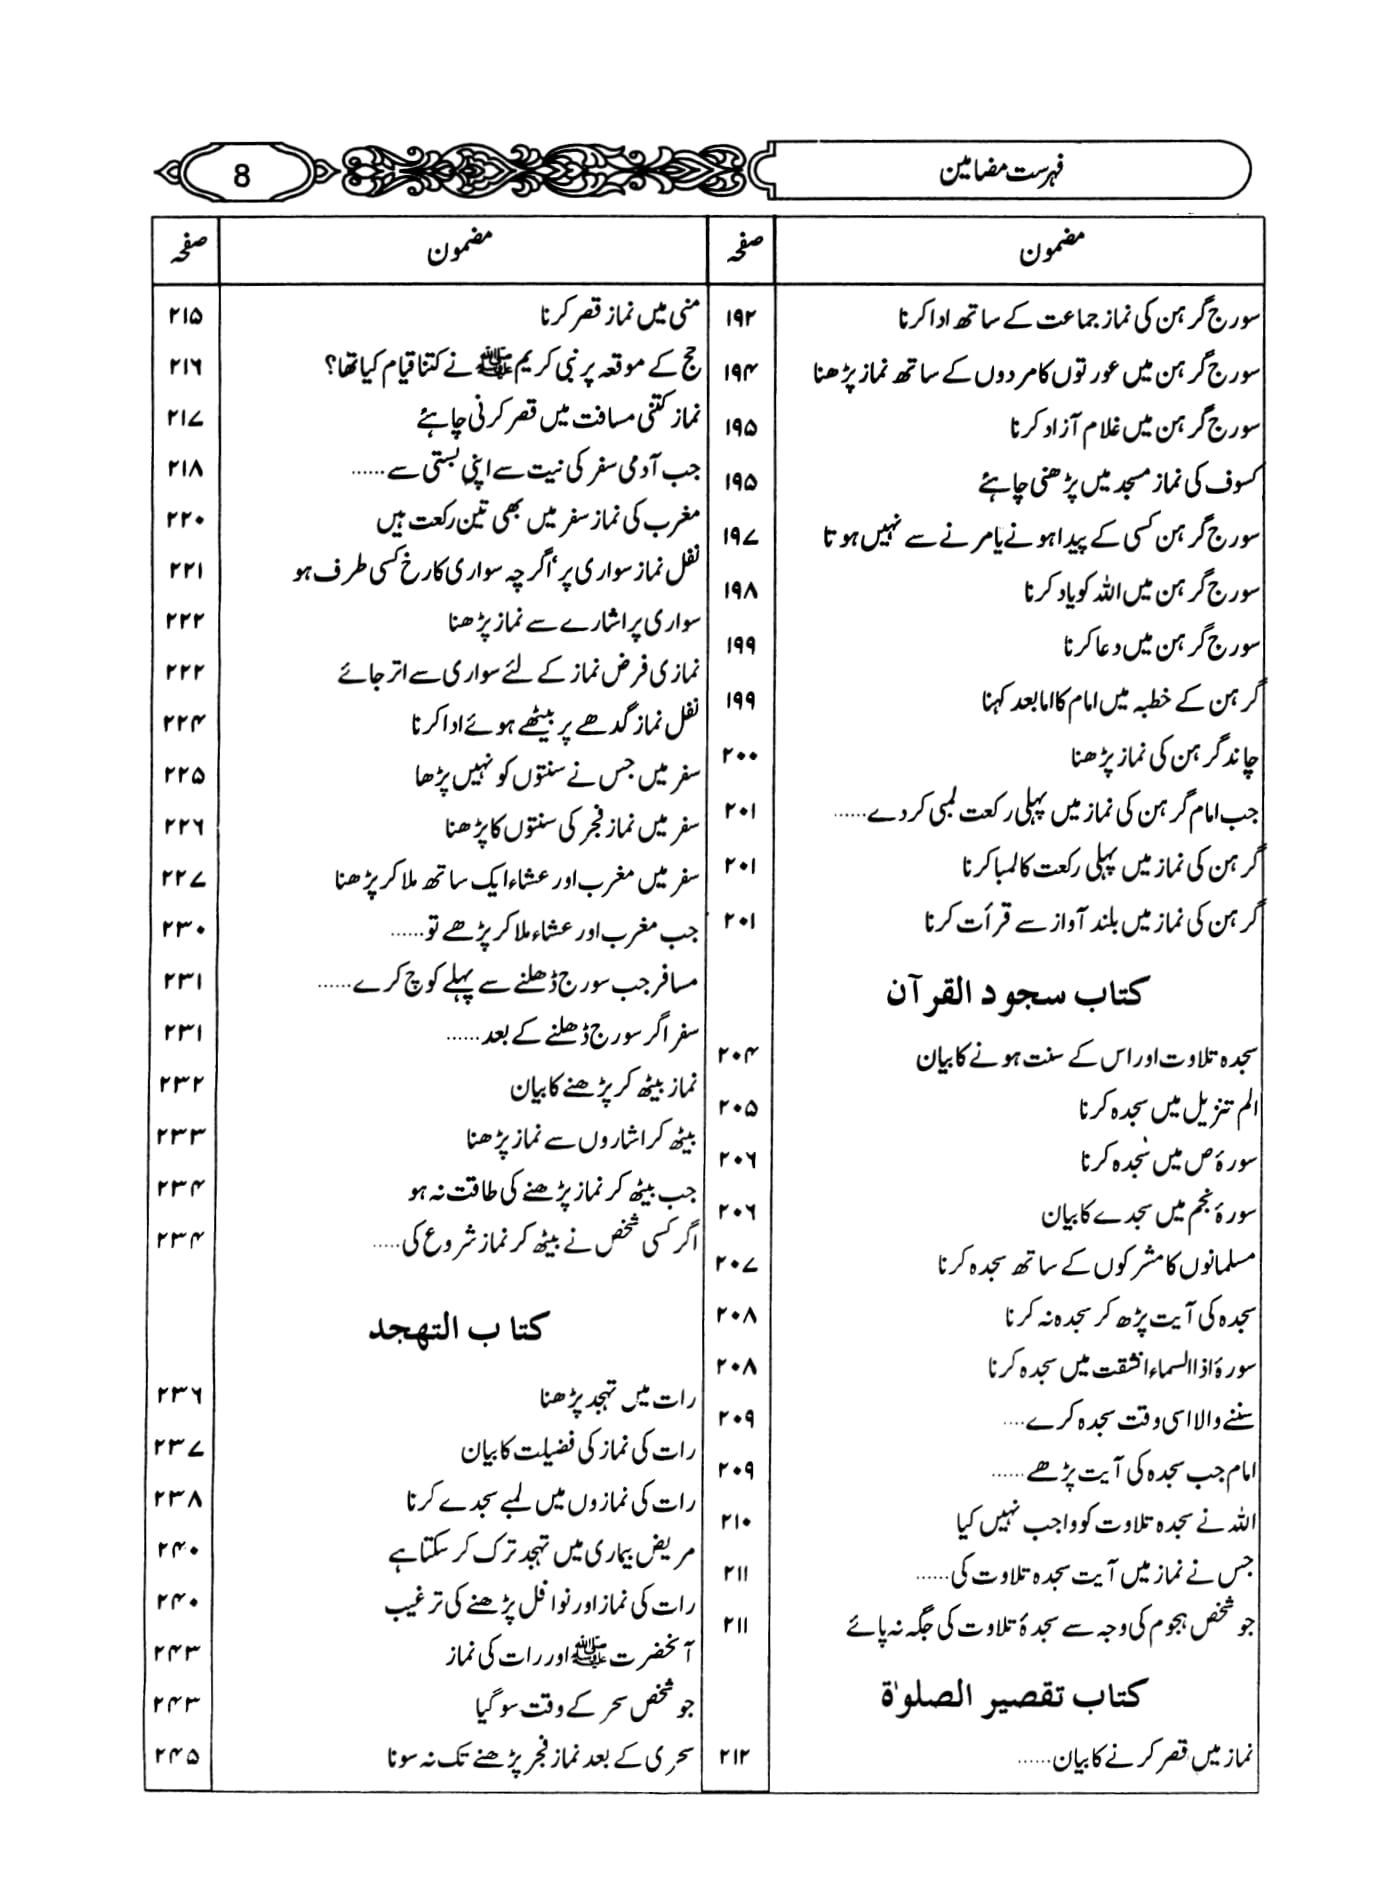 فہرست مضامین
8
مضمون صفحہ
سورج گرہن کی نماز جماعت کے ساتھ ادا کرنا ۱۹۲
سورج گرہن میں عورتوں کا مردوں کے ساتھ نماز پڑھنا ۱۹۴
سورج گرہن میں غلام آزاد کرنا ۱۹۵
کسوف کی نماز مسجد میں پڑھنی چاہئے ۱۹۵
سورج گرہن کسی کے پیدا ہونے یا مرنے سے نہیں ہوتا ۱۹۷
سورج گرہن میں اللہ کو یاد کرنا ۱۹۸
سورج گرہن میں دعا کرنا ۱۹۹
گرہن کے خطبہ میں امام کا اما بعد کہنا ۱۹۹
چاند گرہن کی نماز پڑھنا ۲۰۰
جب امام گرہن کی نماز میں پہلی رکعت لمبی کر دے...... ۲۰۱
گرہن کی نماز میں پہلی رکعت کا لمبا کرنا ۲۰۱
گرہن کی نماز میں بلند آواز سے قرأت کرنا ۲۰۱
کتاب سجود القرآن
سجدہ تلاوت اور اس کے سنت ہونے کا بیان ۲۰۴
الم تنزیل میں سجدہ کرنا ۲۰۵
سورۂ ص میں سجدہ کرنا ۲۰۶
سورۂ نجم میں سجدے کا بیان ۲۰۶
مسلمانوں کا مشرکوں کے ساتھ سجدہ کرنا ۲۰۷
سجدہ کی آیت پڑھ کر سجدہ نہ کرنا ۲۰۸
سورۂ اذا السماء انشقت میں سجدہ کرنا ۲۰۸
سننے والا اسی وقت سجدہ کرے.... ۲۰۹
امام جب سجدہ کی آیت پڑھے...... ۲۰۹
اللہ نے سجدہ تلاوت کو واجب نہیں کیا ۲۱۰
جس نے نماز میں آیت سجدہ تلاوت کی...... ۲۱۱
جو شخص ہجوم کی وجہ سے سجدۂ تلاوت کی جگہ نہ پائے ۲۱۱
کتاب تقصیر الصلوٰۃ
نماز میں قصر کرنے کا بیان...... ۲۱۲
مضمون صفحہ
منی میں نماز قصر کرنا ۲۱۵
حج کے موقعہ پر نبی کریم ﷺ نے کتنا قیام کیا تھا؟ ۲۱۶
نماز کتنی مسافت میں قصر کرنی چاہئے ۲۱۷
جب آدمی سفر کی نیت سے اپنی بستی سے...... ۲۱۸
مغرب کی نماز سفر میں بھی تین رکعت ہیں ۲۲۰
نفل نماز سواری پر، اگرچہ سواری کا رخ کسی طرف ہو ۲۲۱
سواری پر اشارے سے نماز پڑھنا ۲۲۲
نمازی فرض نماز کے لئے سواری سے اتر جائے ۲۲۲
نفل نماز گدھے پر بیٹھے ہوئے ادا کرنا ۲۲۴
سفر میں جس نے سنتوں کو نہیں پڑھا ۲۲۵
سفر میں نماز فجر کی سنتوں کا پڑھنا ۲۲۶
سفر میں مغرب اور عشاء ایک ساتھ ملا کر پڑھنا ۲۲۷
جب مغرب اور عشاء ملا کر پڑھے تو...... ۲۳۰
مسافر جب سورج ڈھلنے سے پہلے کوچ کرے...... ۲۳۱
سفر اگر سورج ڈھلنے کے بعد...... ۲۳۱
نماز بیٹھ کر پڑھنے کا بیان ۲۳۲
بیٹھ کر اشاروں سے نماز پڑھنا ۲۳۳
جب بیٹھ کر نماز پڑھنے کی طاقت نہ ہو ۲۳۴
اگر کسی شخص نے بیٹھ کر نماز شروع کی..... ۲۳۴
کتاب التہجد
رات میں تہجد پڑھنا ۲۳۶
رات کی نماز کی فضیلت کا بیان ۲۳۷
رات کی نمازوں میں لمبے سجدے کرنا ۲۳۸
مریض بیماری میں تہجد ترک کر سکتا ہے ۲۴۰
رات کی نماز اور نوافل پڑھنے کی ترغیب ۲۴۰
آنحضرت ﷺ اور رات کی نماز ۲۴۳
جو شخص سحر کے وقت سو گیا ۲۴۳
سحری کے بعد نماز فجر پڑھنے تک نہ سونا ۲۴۵